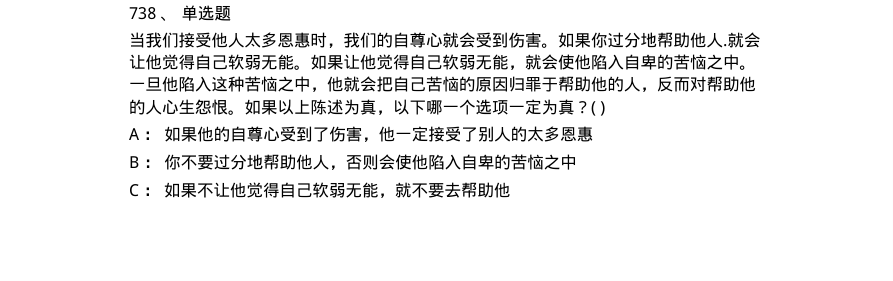 738 、 单选题
当我们接受他人太多恩惠时，我们的自尊心就会受到伤害。如果你过分地帮助他人.就会
让他觉得自己软弱无能。如果让他觉得自己软弱无能，就会使他陷入自卑的苦恼之中。
一旦他陷入这种苦恼之中，他就会把自己苦恼的原因归罪于帮助他的人，反而对帮助他
的人心生怨恨。如果以上陈述为真，以下哪一个选项一定为真？( )
A ： 如果他的自尊心受到了伤害，他一定接受了别人的太多恩惠
B ： 你不要过分地帮助他人，否则会使他陷入自卑的苦恼之中
C ： 如果不让他觉得自己软弱无能，就不要去帮助他